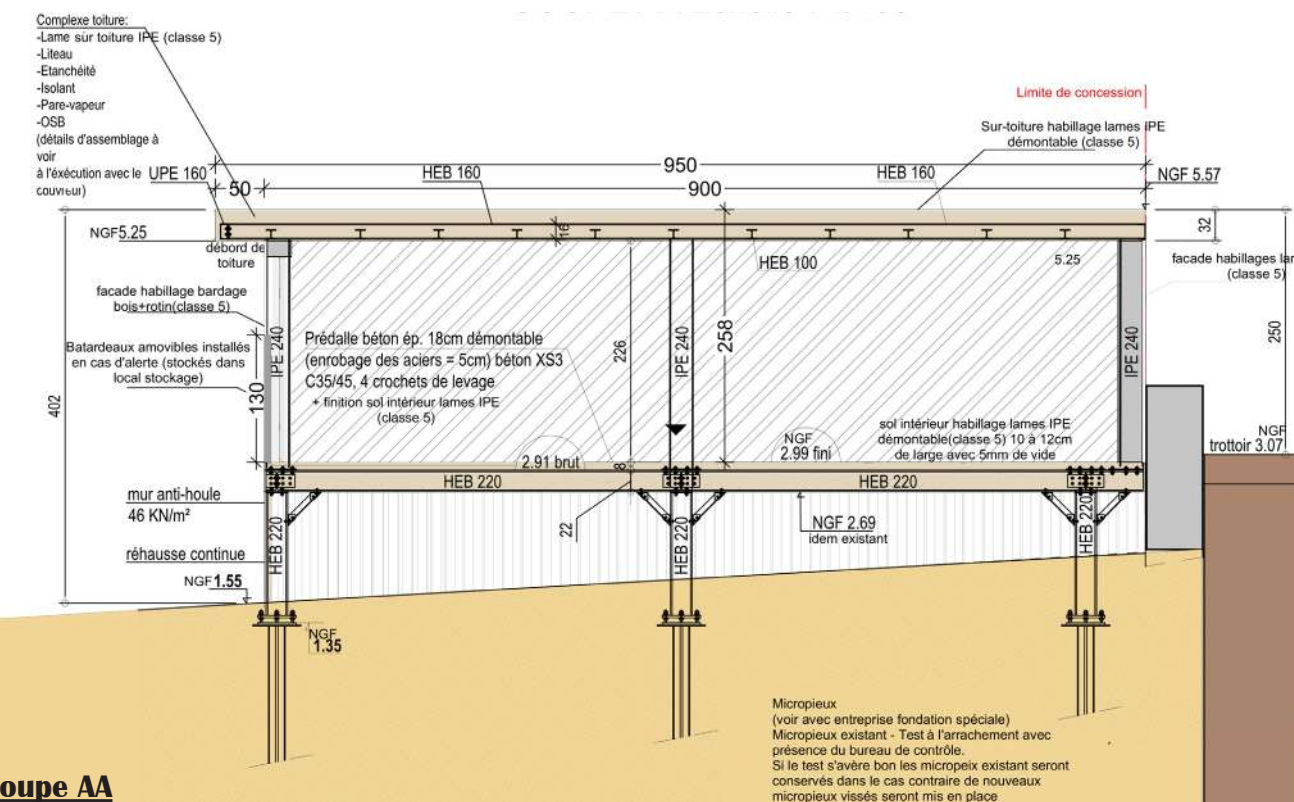 Complexe toiture:
-Lame sur toiture IPE (classe 5)
-Liteau
-Etanchéité
-Isolant
-Pare-vapeur
-OSB
(détails d'assemblage à
voir
à l'éxécution avec le
couvreur)
UPE 160
50
HEB 160
950
900
HEB 160
Limite de concession
Sur-toiture habillage lames IPE
démontable (classe 5)
NGF 5.57
NGF5.25
débord de
toiture
16
HEB 100
5.25
32
facade habillages
(classe 5)
facade habillage bardage
bois+rotin(classe 5)
Batardeaux amovibles installés
en cas d'alerte (stockés dans
local stockage)
402
130
IPE 240
Prédalle béton ép. 18cm démontable
(enrobage des aciers = 5cm) béton XS3
C35/45, 4 crochets de levage
+ finition sol intérieur lames IPE
(classe 5)
226
IPE 240
258
IPE 240
250
sol intérieur habillage lames IPE
démontable(classe 5) 10 à 12cm
de large avec 5mm de vide
NGF
2.99 fini
NGF
trottoir 3.07
2.91 brut
8
HEB 220
HEB 220
mur anti-houle
46 KN/m²
22
NGF 2.69
idem existant
HEB 220
HEB 220
HEB 220
réhausse continue
NGF 1.55
NGF
1.35
Micropieux
(voir avec entreprise fondation spéciale)
Micropieux existant - Test à l'arrachement avec
présence du bureau de contrôle.
Si le test s'avère bon les micropeix existant seront
conservés dans le cas contraire de nouveaux
micropieux vissés seront mis en place
oupe AA